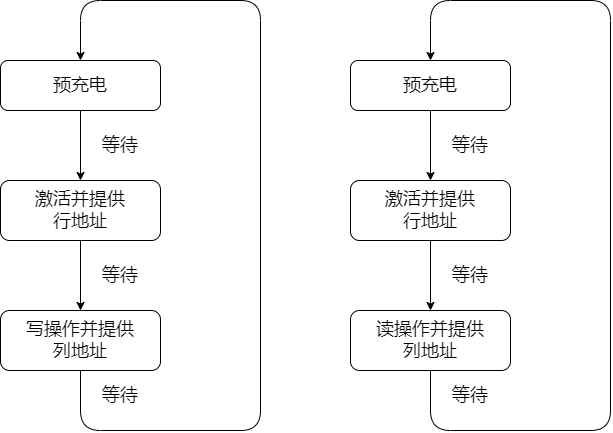 预充电
等待
激活并提供
行地址
等待
写操作并提供
列地址
等待
预充电
等待
激活并提供
行地址
等待
读操作并提供
列地址
等待